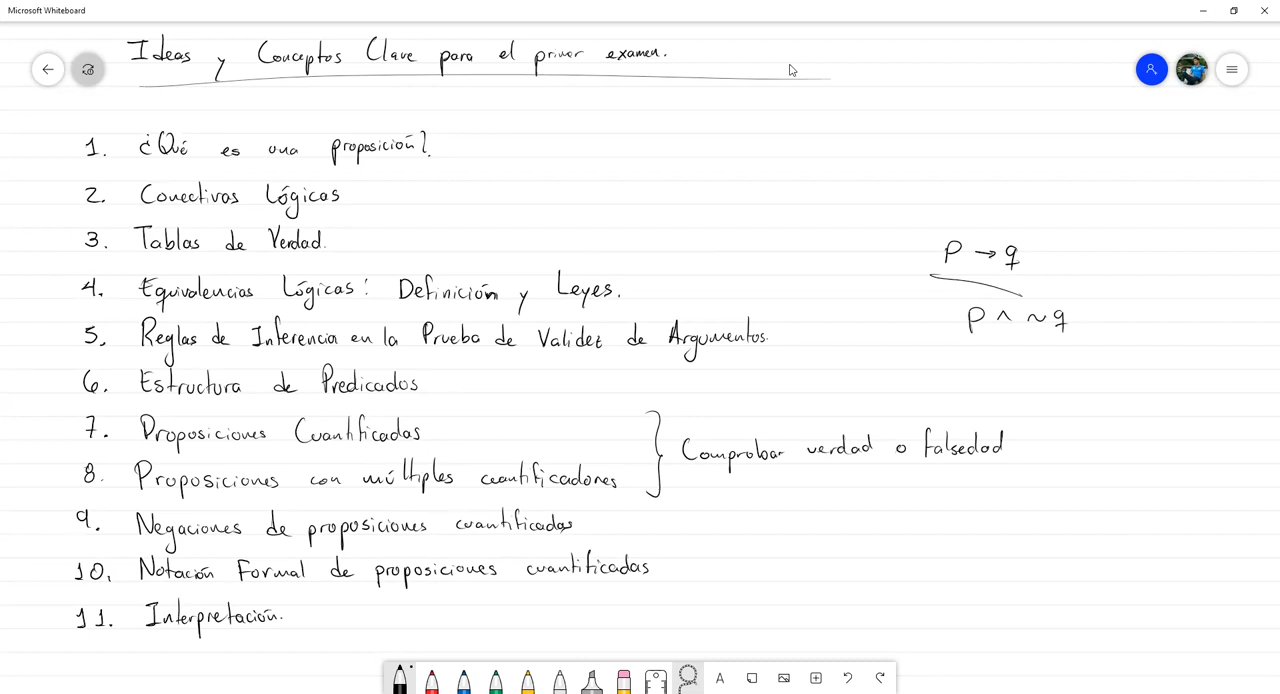 Microsoft Whiteboard
Ideas y Conceptos Clave para el primer examen.
1. ¿Qué es una proposición?.
2. Conectivas Lógicas
3. Tablas de Verdad.
4. Equivalencias Lógicas: Definición y Leyes.
5. Reglas de Inferencia en la Prueba de Validez de Argumentos.
6. Estructura de Predicados
7. Proposiciones Cuantificadas
8. Proposiciones con múltiples cuantificadores
Comprobar verdad o falsedad
9. Negaciones de proposiciones cuantificadas
10. Notación Formal de proposiciones cuantificadas
11. Interpretación.
P → q
P ∧ ~q